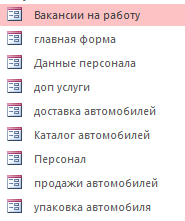 Вакансии на работу
главная форма
Данные персонала
доп услуги
доставка автомобилей
Каталог автомобилей
Персонал
продажи автомобилей
упаковка автомобиля